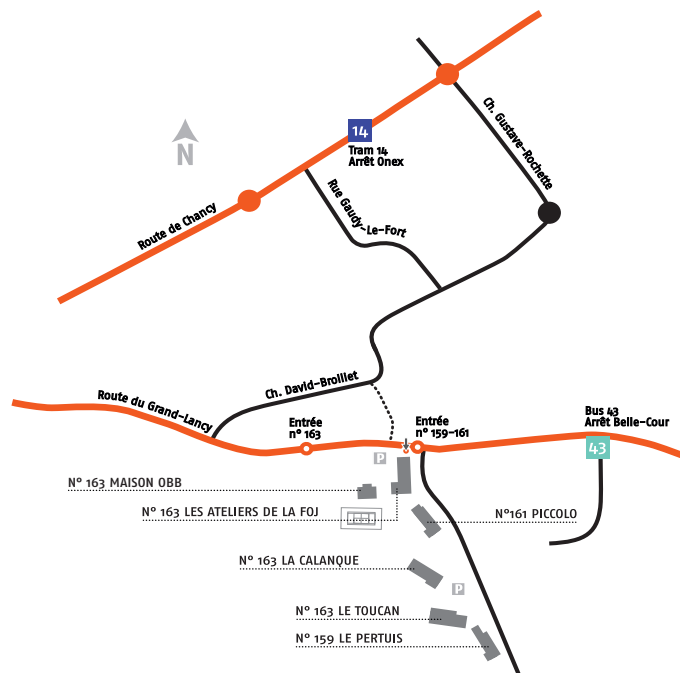 Ch. Gustave-Rochette
14
Tram 14
Arrêt Onex
N
Rue Gaudy-Le-Fort
Route de Chancy
Ch. David-Broillet
Route du Grand-Lancy
Entrée
n° 163
Entrée
n° 159-161
Bus 43
Arrêt Belle-Cour
43
P
N° 163 MAISON OBB
N° 163 LES ATELIERS DE LA FOJ
N°161 PICCOLO
N° 163 LA CALANQUE
P
N° 163 LE TOUCAN
N° 159 LE PERTUIS